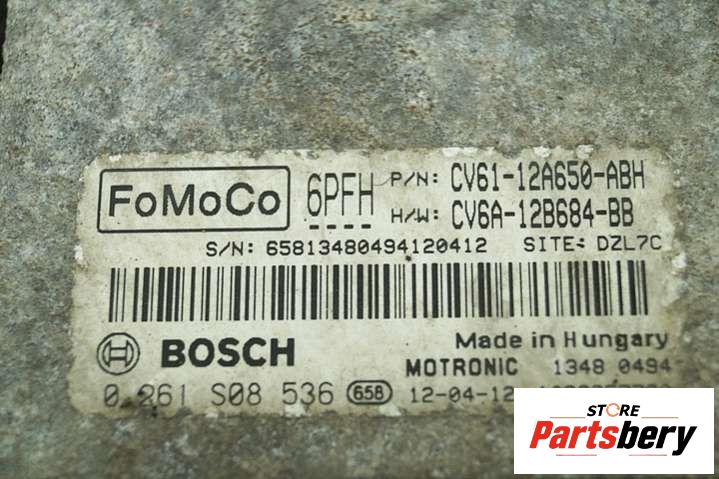 FoMoCo 6PFH P/N: CV61-12A650-ABH
H/W: CV6A-12B684-BB
S/N: 65813480494120412 SITE: DZL7C
BOSCH Made in Hungary
MOTRONIC 1348 0494
0 261 S08 536 658 12-04-12
STORE
Partsbery